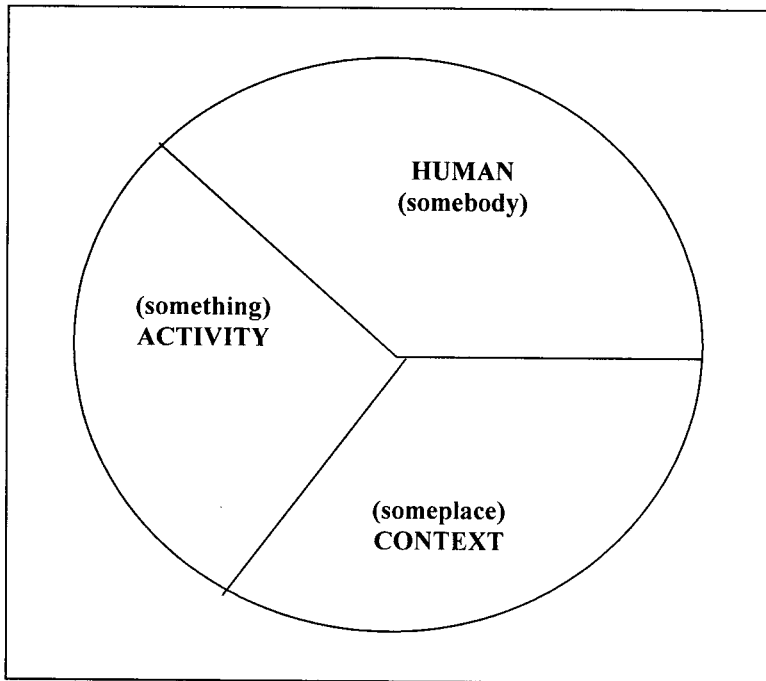 HUMAN
(somebody)
(something)
ACTIVITY
(someplace)
CONTEXT